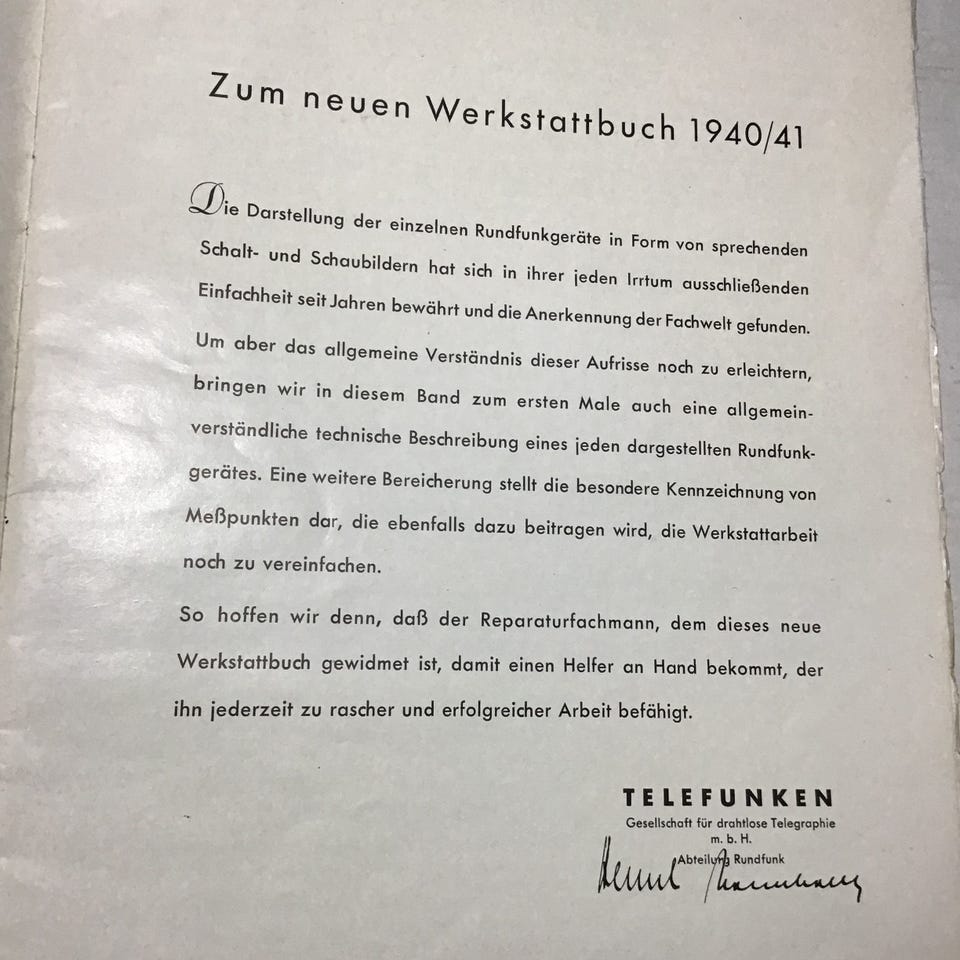 Zum neuen Werkstattbuch 1940/41
Die Darstellung der einzelnen Rundfunkgeräte in Form von sprechenden
Schalt- und Schaubildern hat sich in ihrer jeden Irrtum ausschließenden
Einfachheit seit Jahren bewährt und die Anerkennung der Fachwelt gefunden.
Um aber das allgemeine Verständnis dieser Aufrisse noch zu erleichtern,
bringen wir in diesem Band zum ersten Male auch eine allgemein-
verständliche technische Beschreibung eines jeden dargestellten Rundfunk-
gerätes. Eine weitere Bereicherung stellt die besondere Kennzeichnung von
Meßpunkten dar, die ebenfalls dazu beitragen wird, die Werkstattarbeit
noch zu vereinfachen.
So hoffen wir denn, daß der Reparaturfachmann, dem dieses neue
Werkstattbuch gewidmet ist, damit einen Helfer an Hand bekommt, der
ihn jederzeit zu rascher und erfolgreicher Arbeit befähigt.
TELEFUNKEN
Gesellschaft für drahtlose Telegraphie
m. b. H.
Abteilung Rundfunk